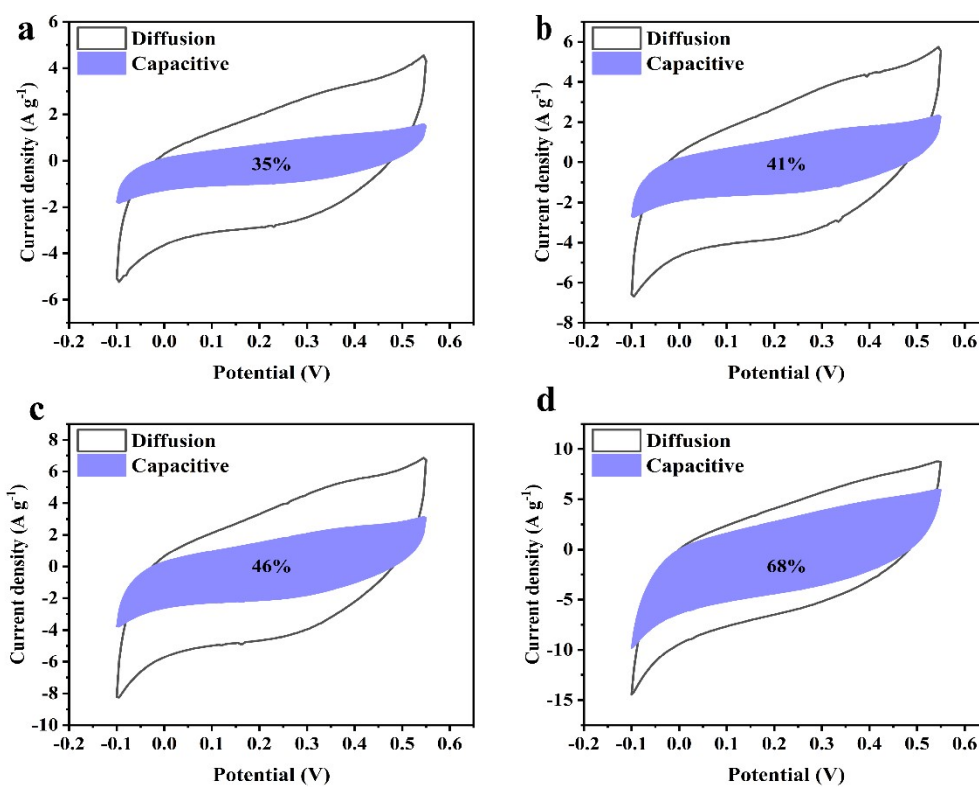 a
Diffusion
Capacitive
35%
Current density (A g-1)
6
4
2
0
-2
-4
-6
-0.2 -0.1 0.0 0.1 0.2 0.3 0.4 0.5 0.6
Potential (V)
b
Diffusion
Capacitive
41%
Current density (A g-1)
6
4
2
0
-2
-4
-6
-8
-0.2 -0.1 0.0 0.1 0.2 0.3 0.4 0.5 0.6
Potential (V)
c
Diffusion
Capacitive
46%
Current density (A g-1)
8
6
4
2
0
-2
-4
-6
-8
-10
-0.2 -0.1 0.0 0.1 0.2 0.3 0.4 0.5 0.6
Potential (V)
d
Diffusion
Capacitive
68%
Current density (A g-1)
10
5
0
-5
-10
-15
-0.2 -0.1 0.0 0.1 0.2 0.3 0.4 0.5 0.6
Potential (V)